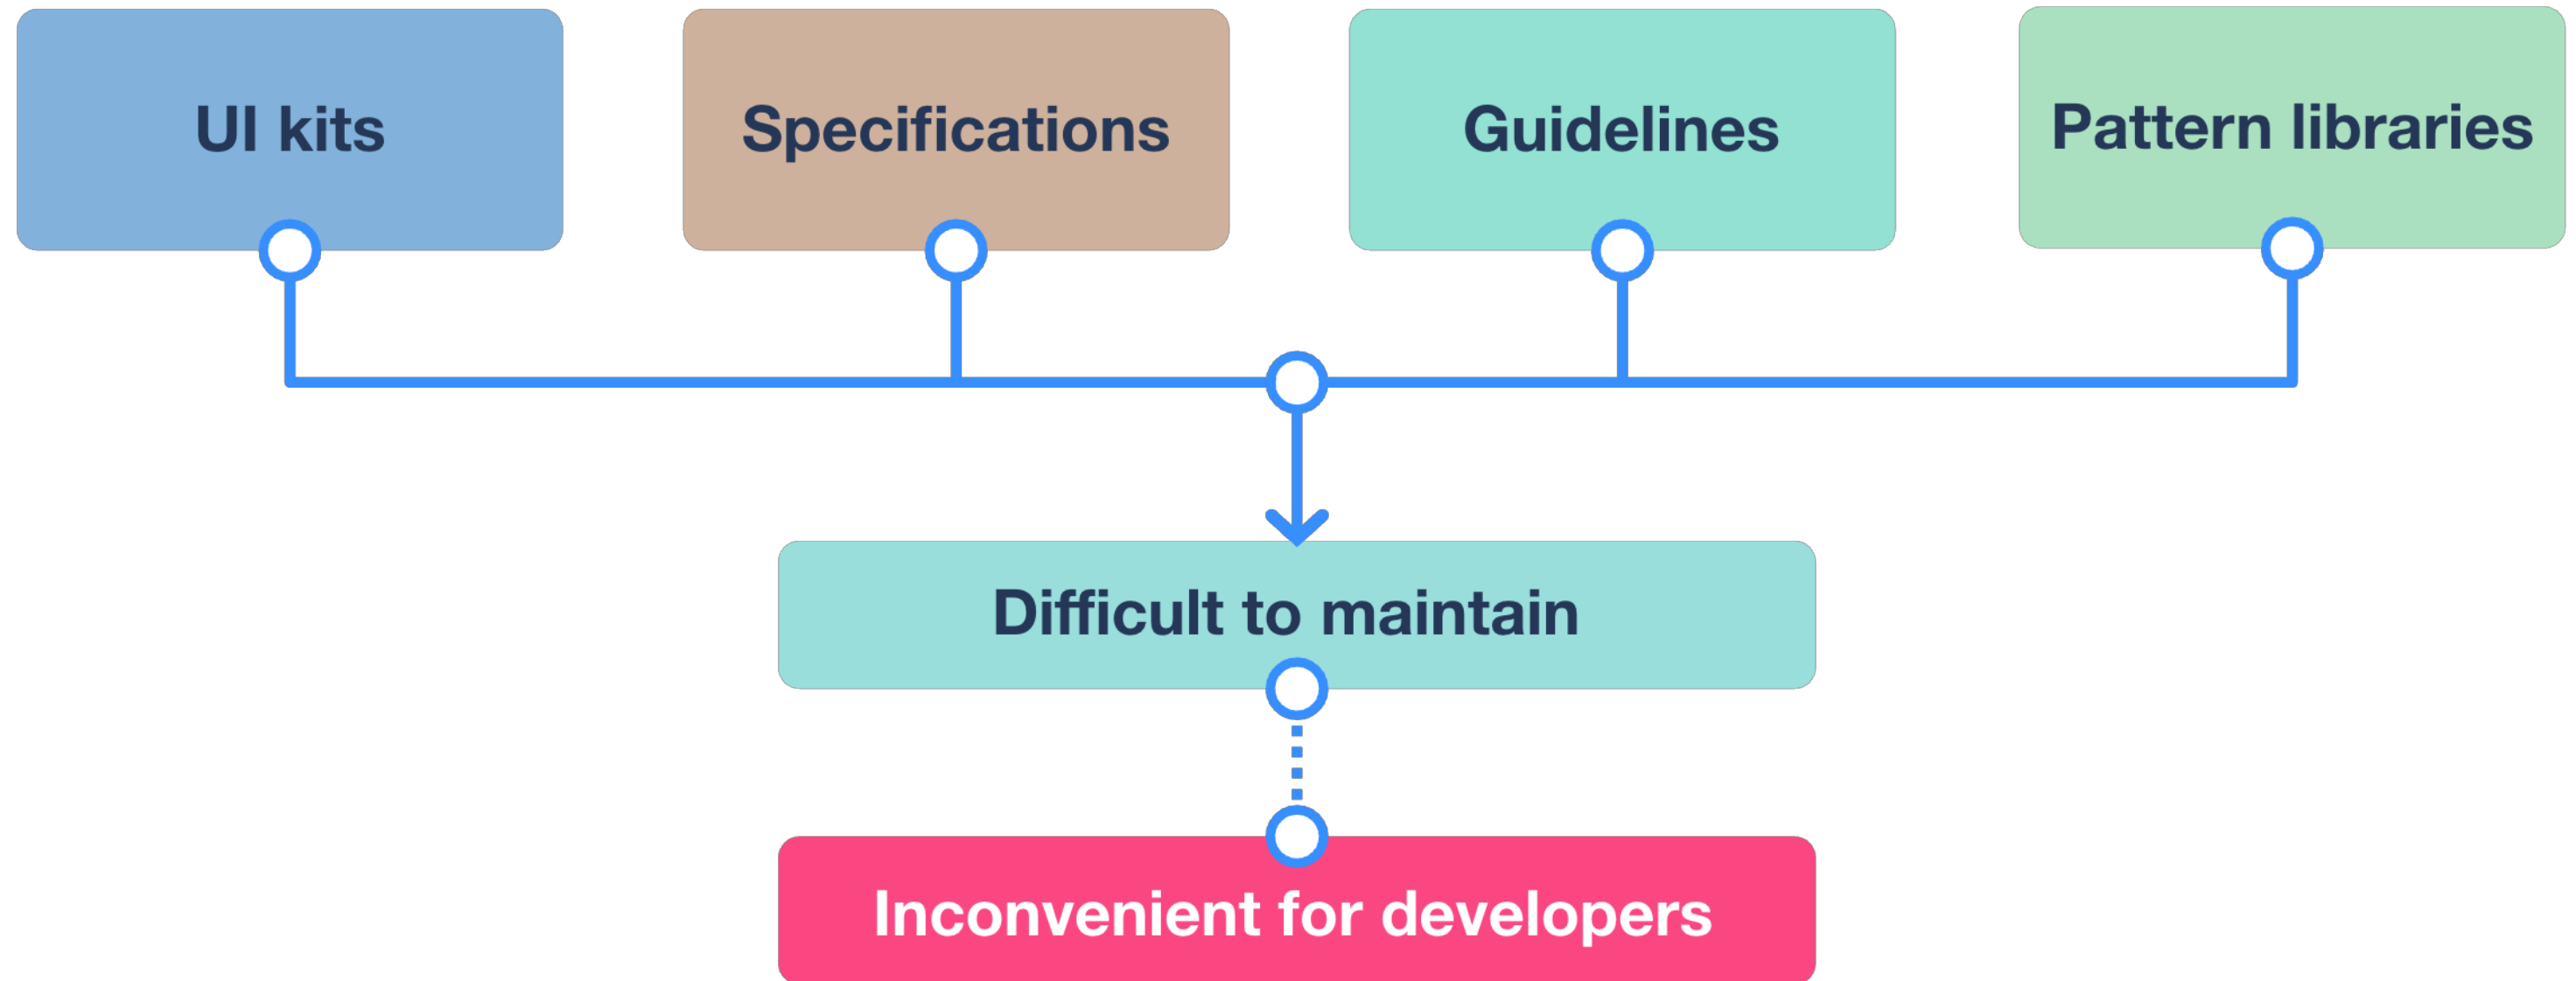 UI kits
Specifications
Guidelines
Pattern libraries
Difficult to maintain
Inconvenient for developers